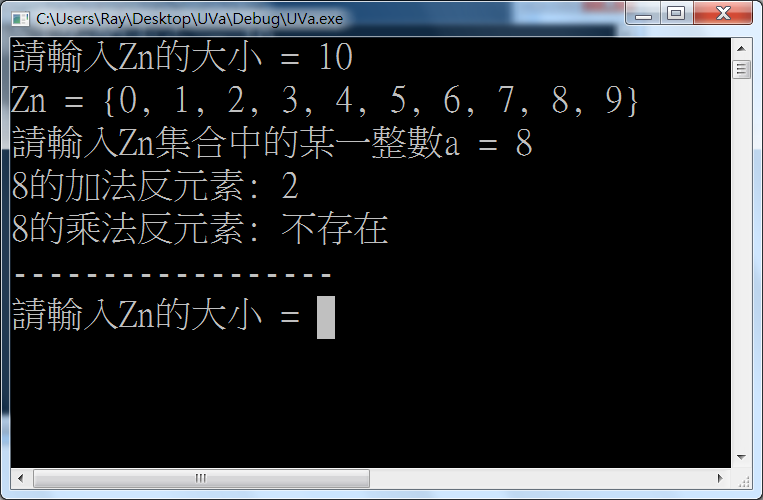 C:\Users\Ray\Desktop\UVa\Debug\UVa.exe
請輸入Zn的大小 = 10
Zn = {0, 1, 2, 3, 4, 5, 6, 7, 8, 9}
請輸入Zn集合中的某一整數a = 8
8的加法反元素: 2
8的乘法反元素: 不存在
------------------
請輸入Zn的大小 =